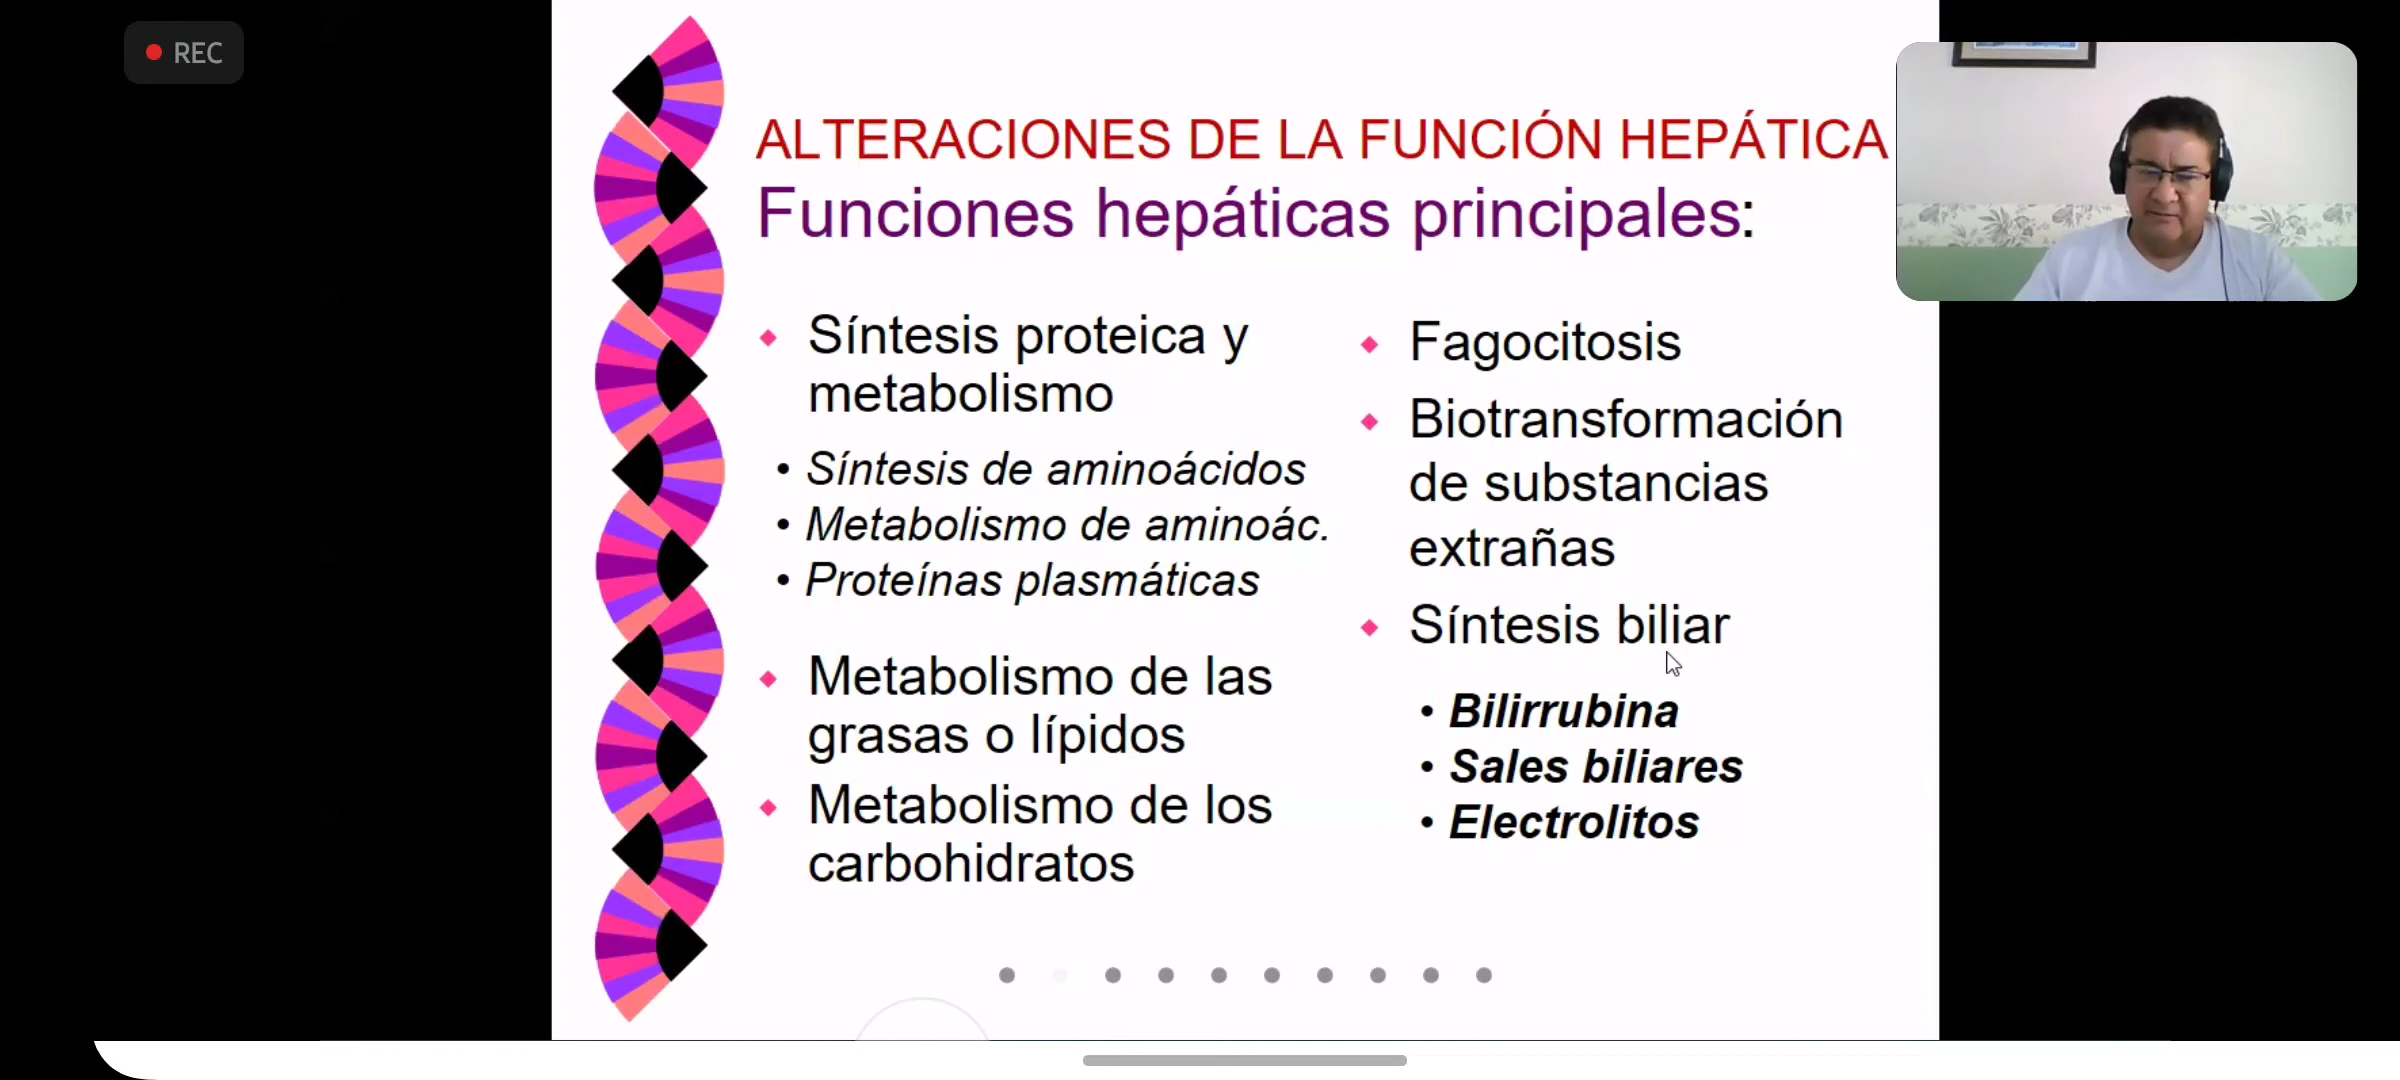 REC
ALTERACIONES DE LA FUNCIÓN HEPÁTICA
Funciones hepáticas principales:
Síntesis proteica y
metabolismo
• Síntesis de aminoácidos
• Metabolismo de aminoác.
• Proteínas plasmáticas
Metabolismo de las
grasas o lípidos
Metabolismo de los
carbohidratos
Fagocitosis
Biotransformación
de substancias
extrañas
Síntesis biliar
• Bilirrubina
• Sales biliares
• Electrolitos